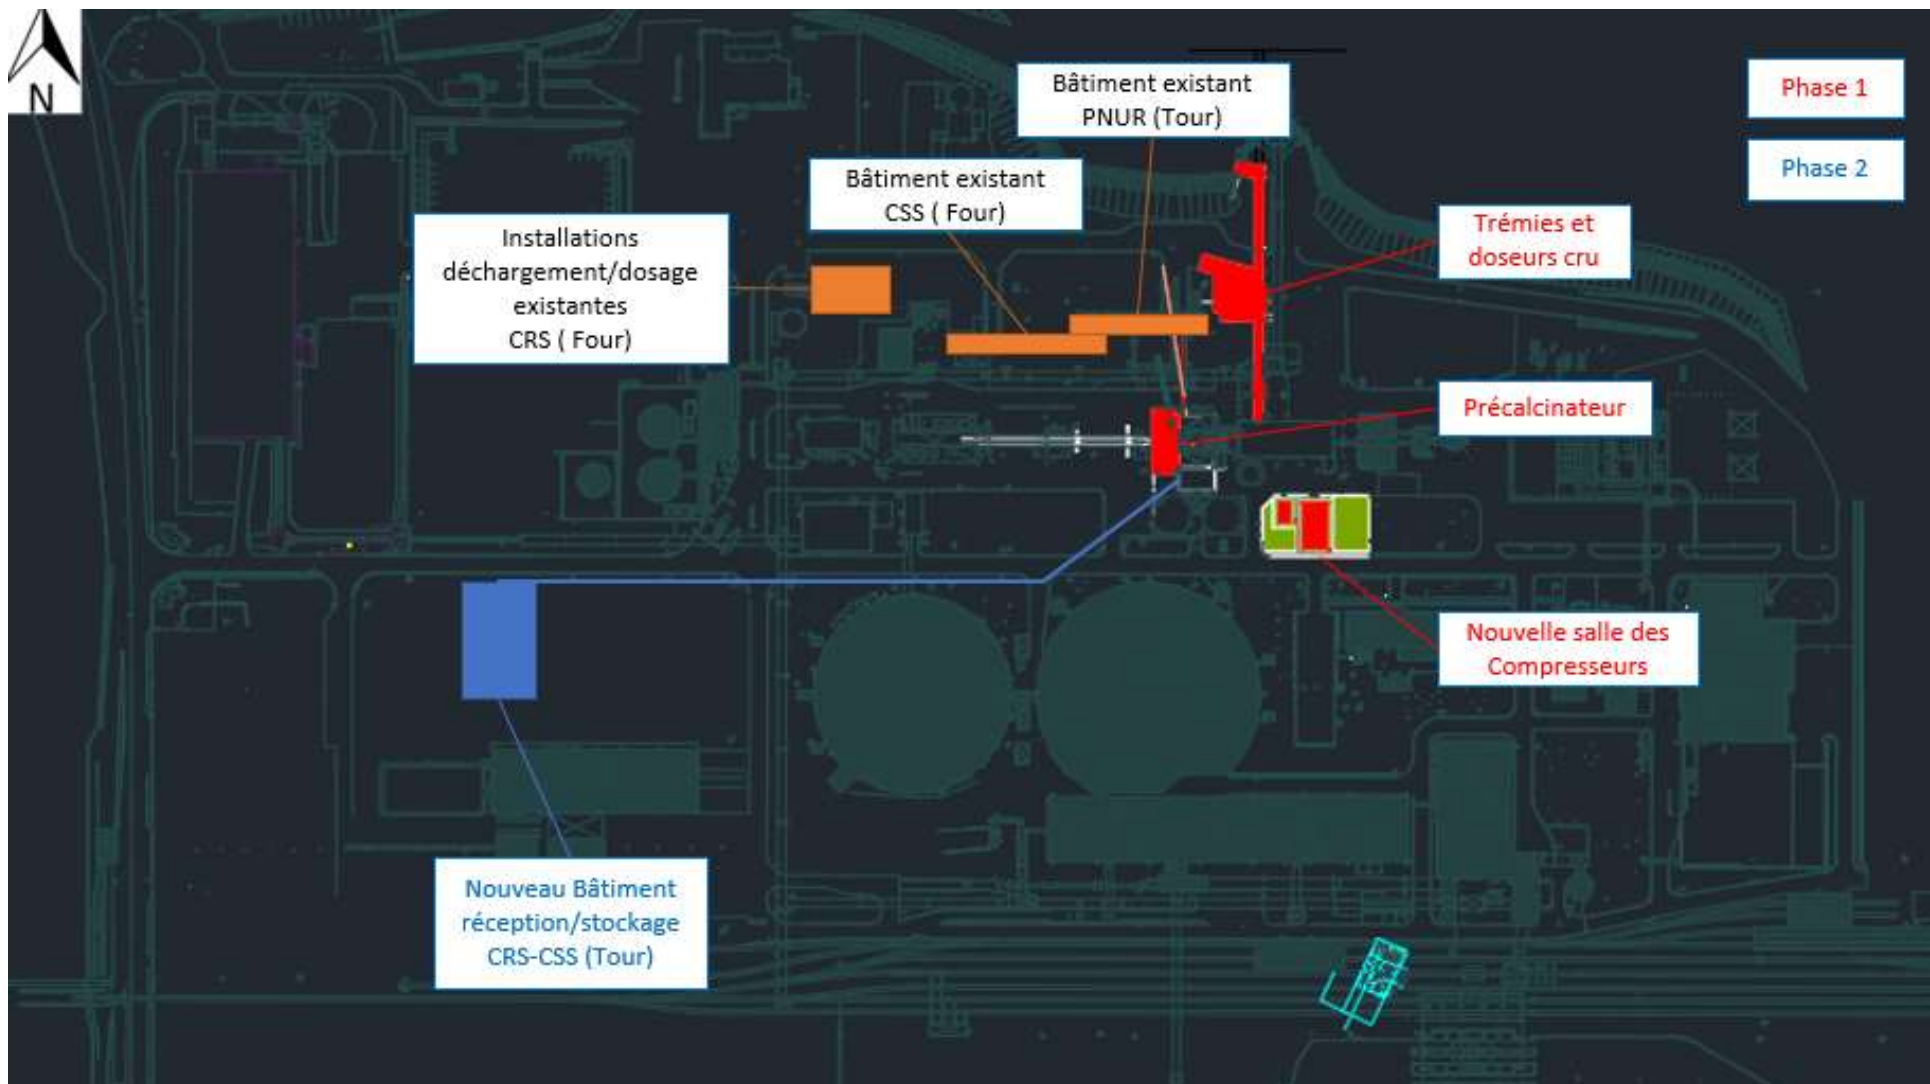 N
Bâtiment existant
PNUR (Tour)
Phase 1
Phase 2
Bâtiment existant
CSS ( Four)
Installations
déchargement/dosage
existantes
CRS ( Four)
Trémies et
doseurs cru
Précalcinateur
Nouvelle salle des
Compresseurs
Nouveau Bâtiment
réception/stockage
CRS-CSS (Tour)